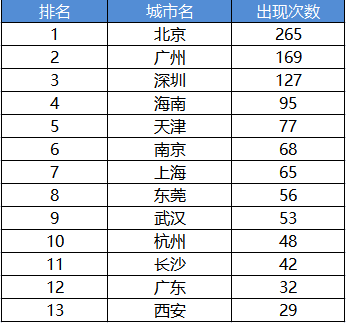 排名 城市名 出现次数
1 北京 265
2 广州 169
3 深圳 127
4 海南 95
5 天津 77
6 南京 68
7 上海 65
8 东莞 56
9 武汉 53
10 杭州 48
11 长沙 42
12 广东 32
13 西安 29